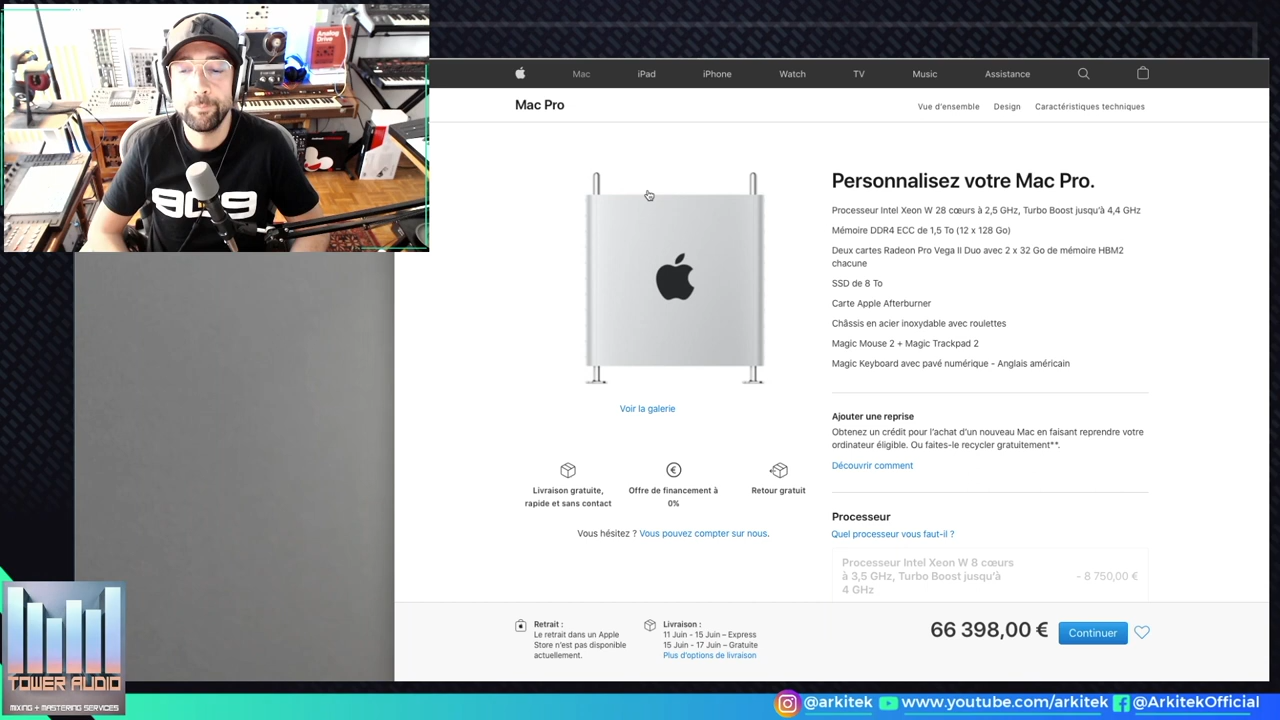 Analog
Drive
909
Mac
iPad
iPhone
Watch
TV
Music
Assistance
Mac Pro
Vue d'ensemble
Design
Caractéristiques techniques
Personnalisez votre Mac Pro.
Processeur Intel Xeon W 28 cœurs à 2,5 GHz, Turbo Boost jusqu'à 4,4 GHz
Mémoire DDR4 ECC de 1,5 To (12 x 128 Go)
Deux cartes Radeon Pro Vega II Duo avec 2 x 32 Go de mémoire HBM2
chacune
SSD de 8 To
Carte Apple Afterburner
Châssis en acier inoxydable avec roulettes
Magic Mouse 2 + Magic Trackpad 2
Magic Keyboard avec pavé numérique - Anglais américain
Voir la galerie
Ajouter une reprise
Obtenez un crédit pour l'achat d'un nouveau Mac en faisant reprendre votre
ordinateur éligible. Ou faites-le recycler gratuitement**.
Découvrir comment
Livraison gratuite,
rapide et sans contact
Offre de financement à
0%
Retour gratuit
Vous hésitez ? Vous pouvez compter sur nous.
Processeur
Quel processeur vous faut-il ?
Processeur Intel Xeon W 8 cœurs
à 3,5 GHz, Turbo Boost jusqu'à
4 GHz
- 8 750,00 €
Retrait :
Le retrait dans un Apple
Store n'est pas disponible
actuellement.
Livraison :
11 Juin - 15 Juin – Express
15 Juin - 17 Juin – Gratuite
Plus d'options de livraison
66 398,00 €
Continuer
TOWER AUDIO
MIXING + MASTERING SERVICES
@arkitek
www.youtube.com/arkitek
@ArkitekOfficial